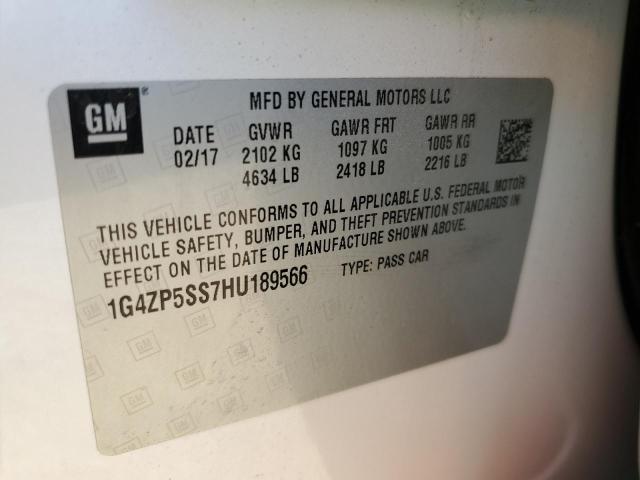 GM
MFD BY GENERAL MOTORS LLC
DATE GVWR GAWR FRT GAWR RR
02/17 2102 KG 1097 KG 1005 KG
4634 LB 2418 LB 2216 LB
THIS VEHICLE CONFORMS TO ALL APPLICABLE U.S. FEDERAL MOTOR
VEHICLE SAFETY, BUMPER, AND THEFT PREVENTION STANDARDS IN
EFFECT ON THE DATE OF MANUFACTURE SHOWN ABOVE.
1G4ZP5SS7HU189566 TYPE: PASS CAR